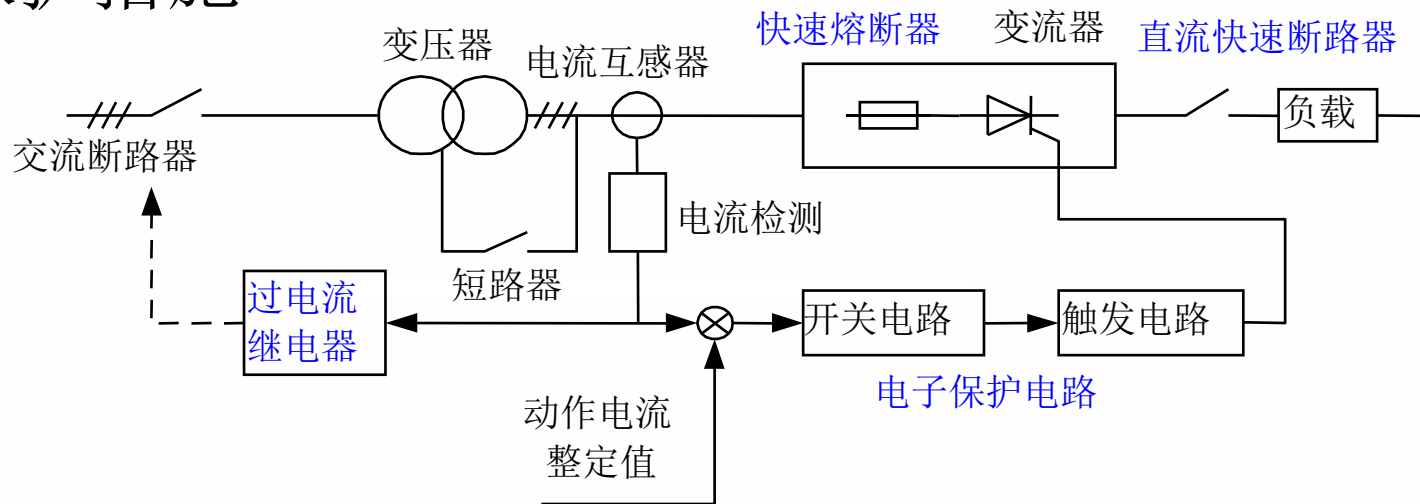 快速熔断器
变流器
直流快速断路器
变压器
电流互感器
负载
交流断路器
电流检测
短路器
过电流
继电器
开关电路
触发电路
电子保护电路
动作电流
整定值